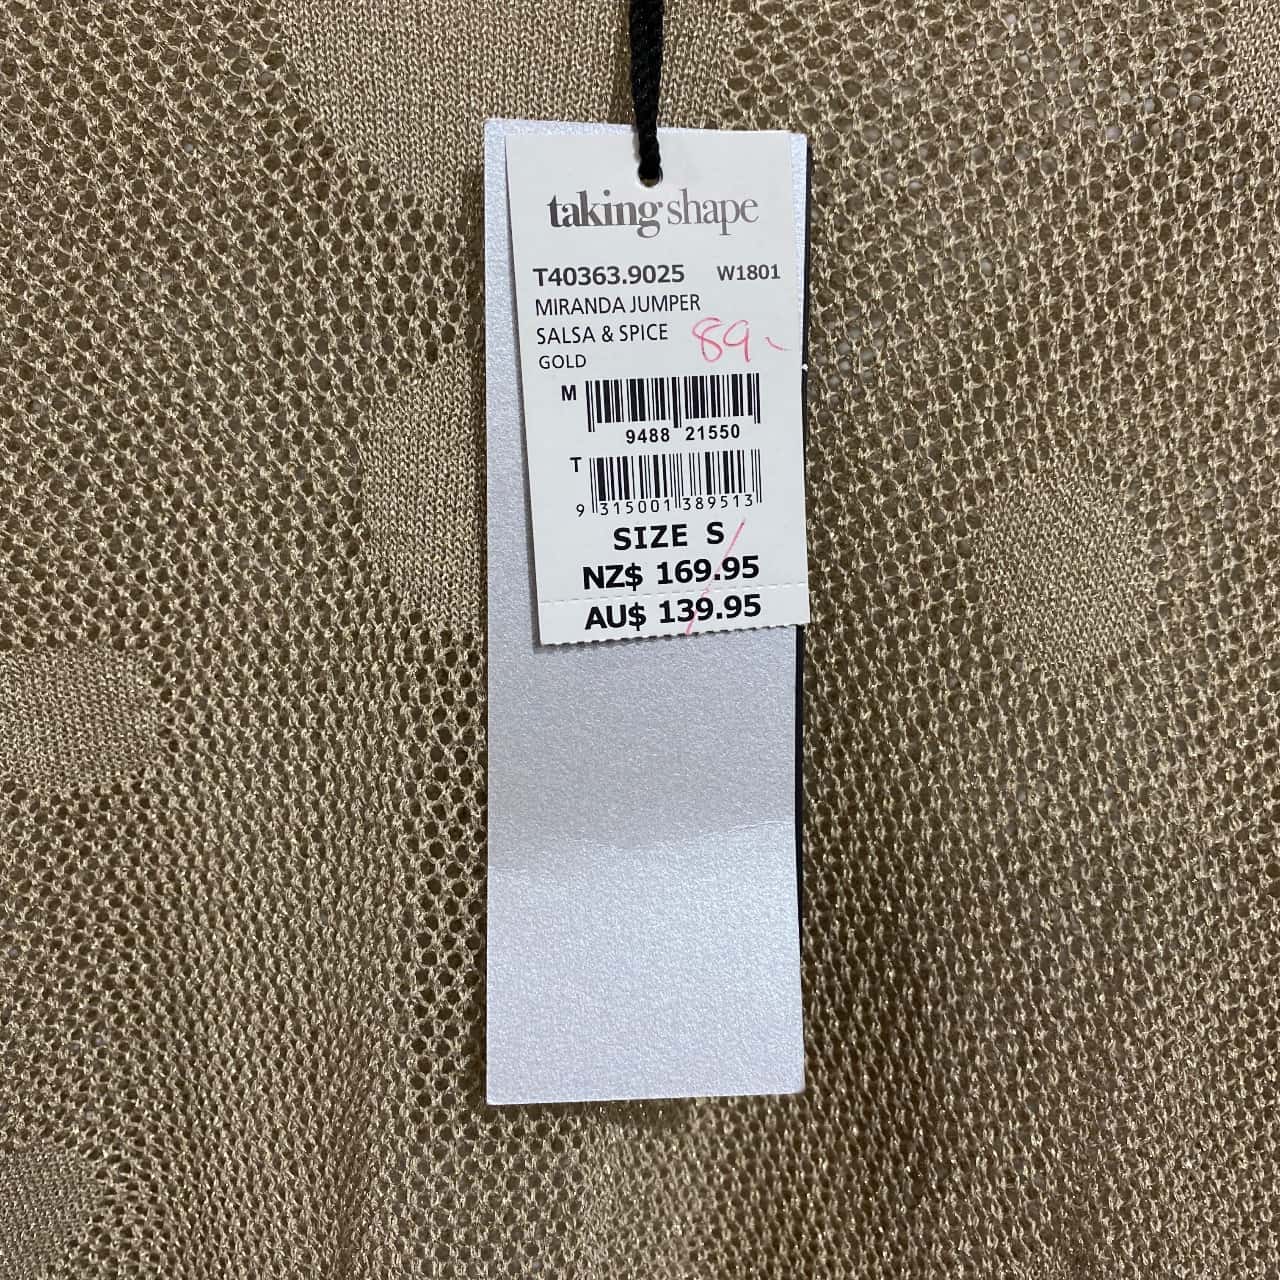 taking shape
T40363.9025 W1801
MIRANDA JUMPER
SALSA & SPICE 89
GOLD
M
9488 21550
T
9 315001 389513
SIZE S
NZ$ 169.95
AU$ 139.95